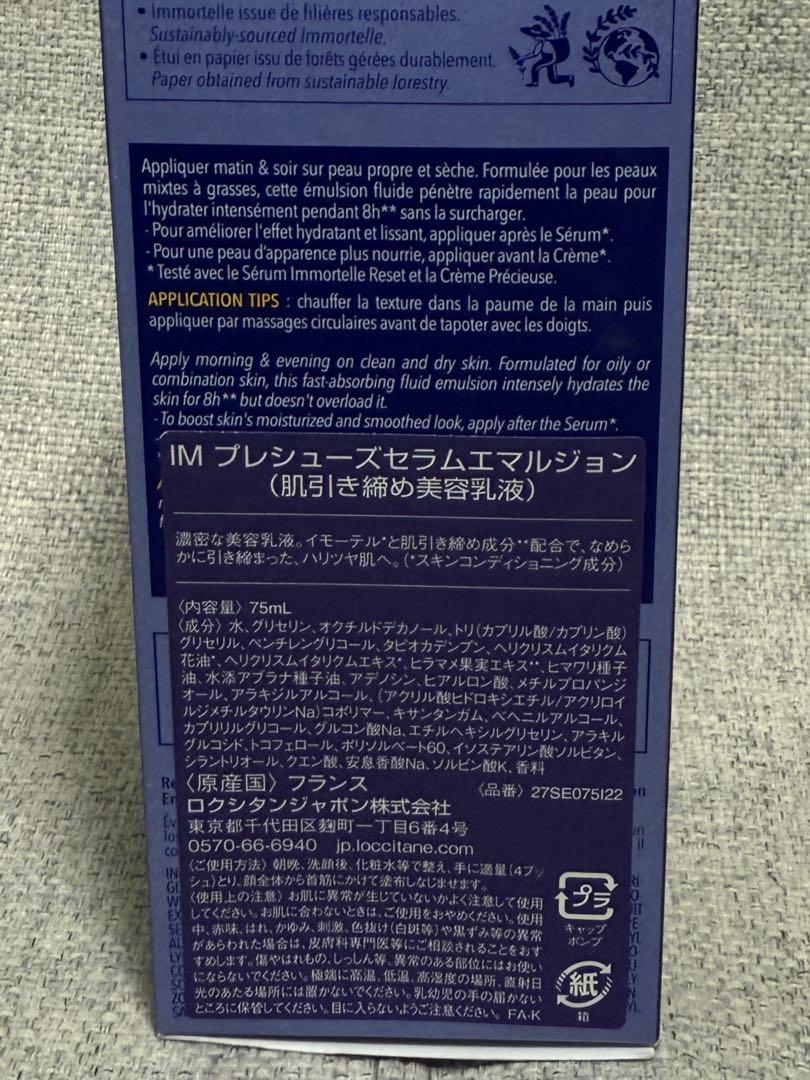 • Immortelle issue de filières responsables.
Sustainably-sourced Immortelle.
• Étui en papier issu de forêts gérées durablement.
Paper obtained from sustainable forestry.
Appliquer matin & soir sur peau propre et sèche. Formulée pour les peaux
mixtes à grasses, cette émulsion fluide pénètre rapidement la peau pour
l'hydrater intensément pendant 8h** sans la surcharger.
- Pour améliorer l'effet hydratant et lissant, appliquer après le Sérum*.
- Pour une peau d'apparence plus nourrie, appliquer avant la Crème*.
* Testé avec le Sérum Immortelle Reset et la Crème Précieuse.
APPLICATION TIPS : chauffer la texture dans la paume de la main puis
appliquer par massages circulaires avant de tapoter avec les doigts.
Apply morning & evening on clean and dry skin. Formulated for oily or
combination skin, this fast-absorbing fluid emulsion intensely hydrates the
skin for 8h** but doesn't overload it.
- To boost skin's moisturized and smoothed look, apply after the Serum*.
IM プレシューズセラムエマルジョン
（肌引き締め美容乳液）
濃密な美容乳液。イモーテル*と肌引き締め成分**配合で、なめら
かに引き締まった、ハリツヤ肌へ。（*スキンコンディショニング成分）
〈内容量〉75mL
〈成分〉水、グリセリン、オクチルドデカノール、トリ（カプリル酸/カプリン酸）
グリセリル、ペンチレングリコール、タピオカデンプン、ヘリクリスムイタリクム
花油*、ヘリクリスムイタリクムエキス*、ヒラマメ果実エキス**、ヒマワリ種子
油、水添アブラナ種子油、アデノシン、ヒアルロン酸、メチルプロパンジ
オール、アラキジルアルコール、（アクリル酸ヒドロキシエチル/アクリロイ
ルジメチルタウリンNa）コポリマー、キサンタンガム、ベヘニルアルコール、
カプリリルグリコール、グルコン酸Na、エチルヘキシルグリセリン、アラキル
グルコシド、トコフェロール、ポリソルベート60、イソステアリン酸ソルビタン、
シラントリオール、クエン酸、安息香酸Na、ソルビン酸K、香料
〈原産国〉フランス 〈品番〉27SE075I22
ロクシタンジャポン株式会社
東京都千代田区麹町一丁目6番4号
0570-66-6940 jp.loccitane.com
〈ご使用方法〉朝晩、洗顔後、化粧水等で整え、手に適量（4プッ
シュ）とり、顔全体から首筋にかけて塗布しなじませます。
〈使用上の注意〉お肌に異常が生じていないかよく注意して使用
してください。お肌に合わないときは、ご使用をおやめください。使用
中、赤味、はれ、かゆみ、刺激、色抜け（白斑等）や黒ずみ等の異常
があらわれた場合は、皮膚科専門医等にご相談されることをおす
すめします。傷やはれもの、しっしん等、異常のある部位にはお使い
にならないでください。極端に高温、低温、高湿度の場所、直射日
光のあたる場所には置かないでください。乳幼児の手の届かない
ところに保管してください。目に入らないようご注意ください。 FA-K
プラ
キャップ
ポンプ
紙
箱